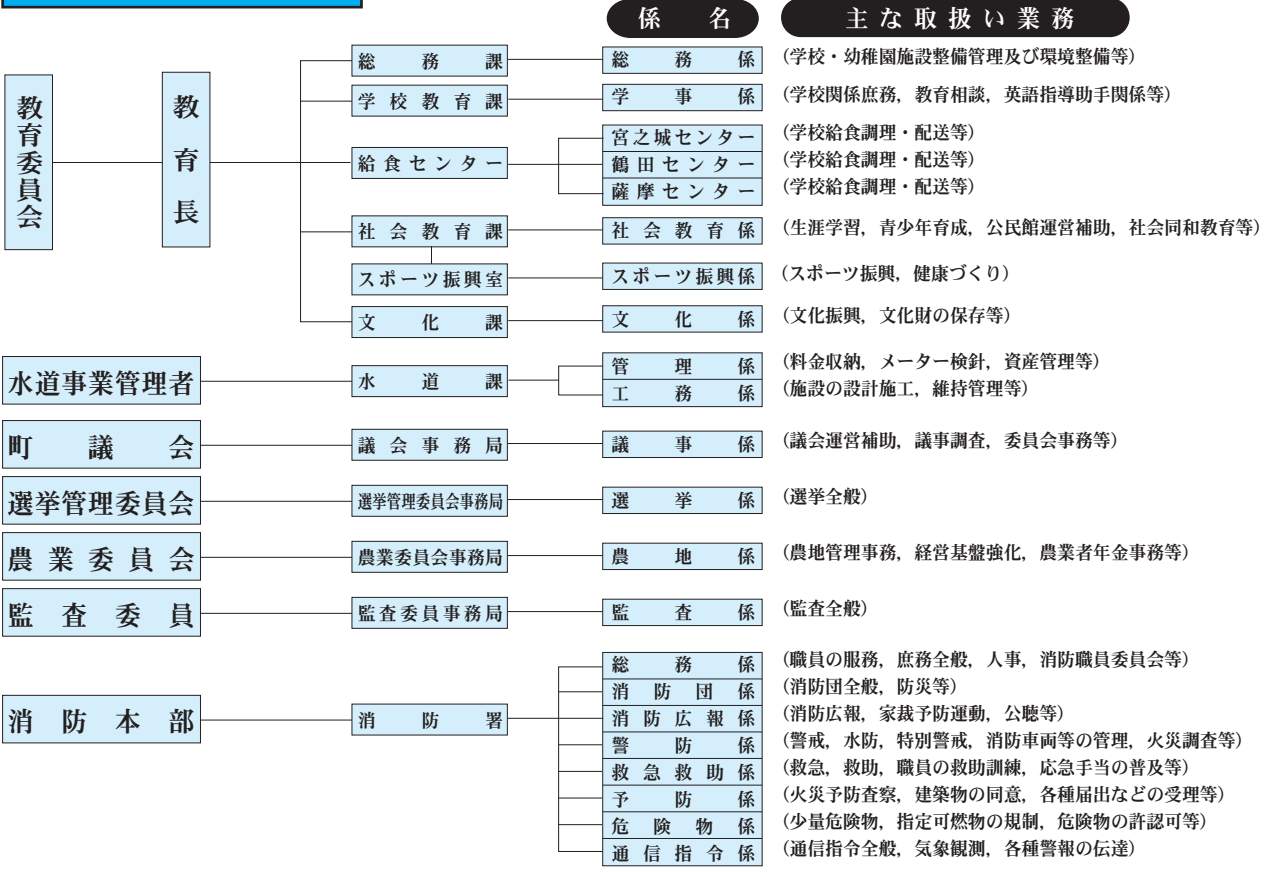 係名 主な取扱い業務
教育委員会
教育長
総務課 総務係 (学校・幼稚園施設整備管理及び環境整備等)
学校教育課 学事係 (学校関係庶務，教育相談，英語指導助手関係等)
給食センター
宮之城センター (学校給食調理・配送等)
鶴田センター (学校給食調理・配送等)
薩摩センター (学校給食調理・配送等)
社会教育課 社会教育係 (生涯学習，青少年育成，公民館運営補助，社会同和教育等)
スポーツ振興室 スポーツ振興係 (スポーツ振興，健康づくり)
文化課 文化係 (文化振興，文化財の保存等)
水道事業管理者 水道課
管理係 (料金収納，メーター検針，資産管理等)
工務係 (施設の設計施工，維持管理等)
町議会 議会事務局 議事係 (議会運営補助，議事調査，委員会事務等)
選挙管理委員会 選挙管理委員会事務局 選挙係 (選挙全般)
農業委員会 農業委員会事務局 農地係 (農地管理事務，経営基盤強化，農業者年金事務等)
監査委員 監査委員事務局 監査係 (監査全般)
消防本部 消防署
総務係 (職員の服務，庶務全般，人事，消防職員委員会等)
消防団係 (消防団全般，防災等)
消防広報係 (消防広報，家裁予防運動，公聴等)
警防係 (警戒，水防，特別警戒，消防車両等の管理，火災調査等)
救急救助係 (救急，救助，職員の救助訓練，応急手当の普及等)
予防係 (火災予防査察，建築物の同意，各種届出などの受理等)
危険物係 (少量危険物，指定可燃物の規制，危険物の許認可等)
通信指令係 (通信指令全般，気象観測，各種警報の伝達)